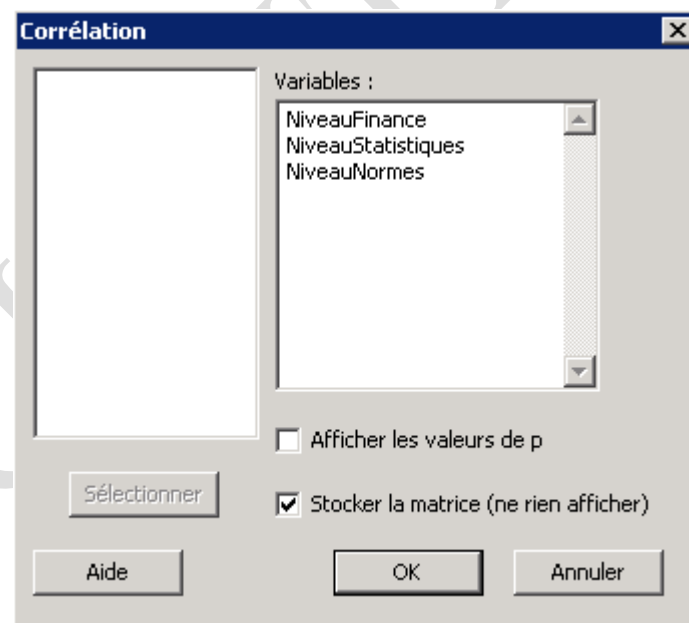 Corrélation
Variables :
NiveauFinance
NiveauStatistiques
NiveauNormes
Afficher les valeurs de p
Sélectionner
Stocker la matrice (ne rien afficher)
Aide
OK
Annuler